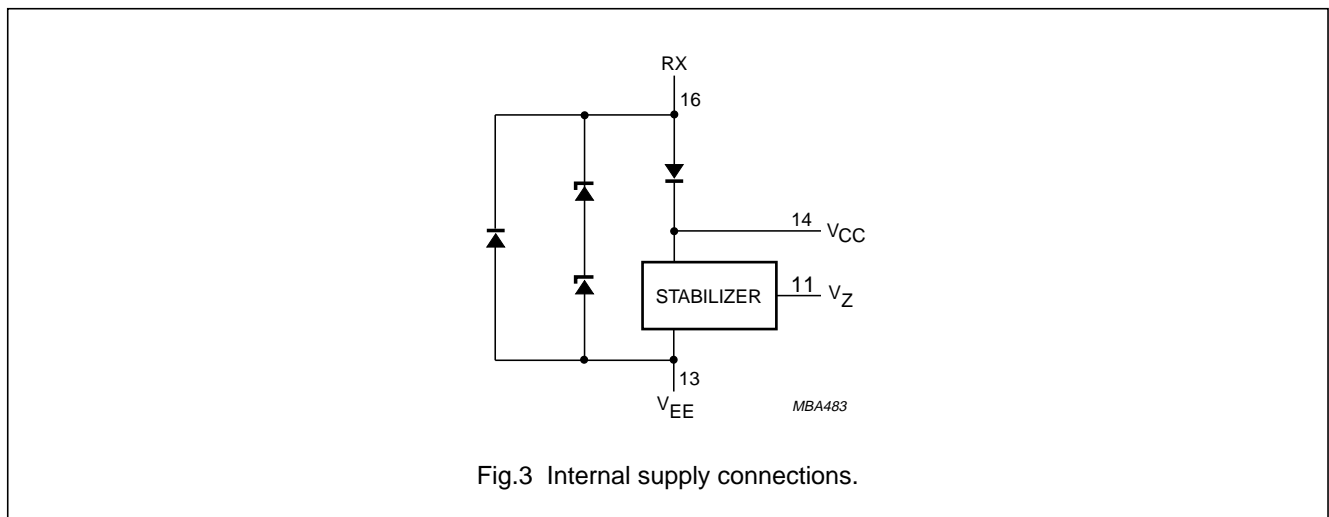 RX
16
14 VCC
STABILIZER
11 VZ
13
VEE
MBA483
Fig.3 Internal supply connections.